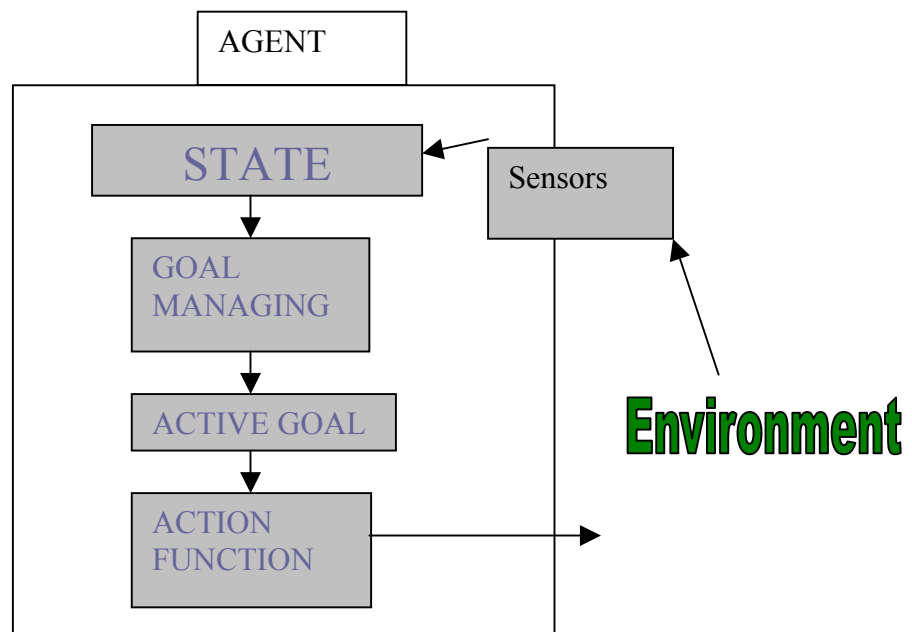 AGENT
STATE
Sensors
GOAL
MANAGING
ACTIVE GOAL
Environment
ACTION
FUNCTION